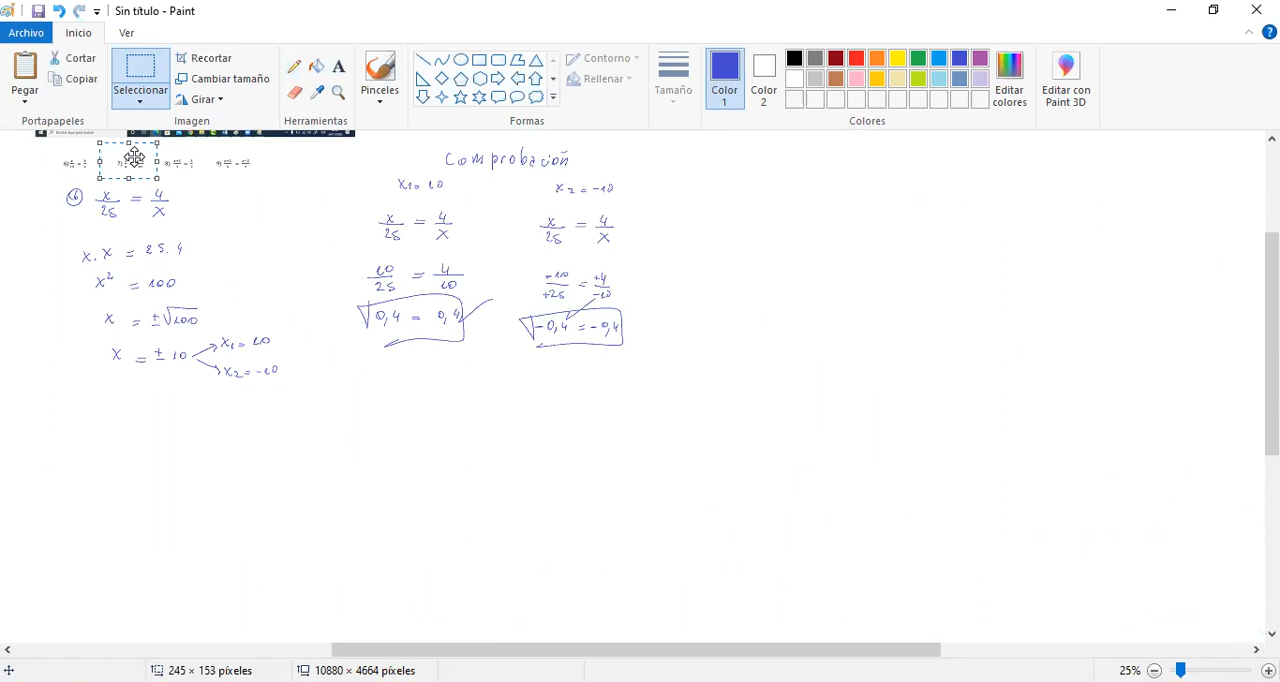 Sin título - Paint
Archivo Inicio Ver
Pegar
Cortar
Copiar
Portapapeles
Seleccionar
Recortar
Cambiar tamaño
Girar
Imagen
A
Herramientas
Pinceles
Contorno
Rellenar
Formas
Tamaño
Color 1
Color 2
Editar colores
Editar con Paint 3D
Colores
6) 7) 8) 9)
Comprobación
x₁ = 10
x₂ = -10
6 x/25 = 4/x
x/25 = 4/x
x/25 = 4/x
x . x = 25 . 4
x² = 100
10/25 = 4/10
-10/+25 = +4/-10
x = ±√100
0,4 = 0,4
-0,4 = -0,4
x = ± 10
x₁ = 10
x₂ = -10
245 × 153 píxeles
10880 × 4664 píxeles
25%